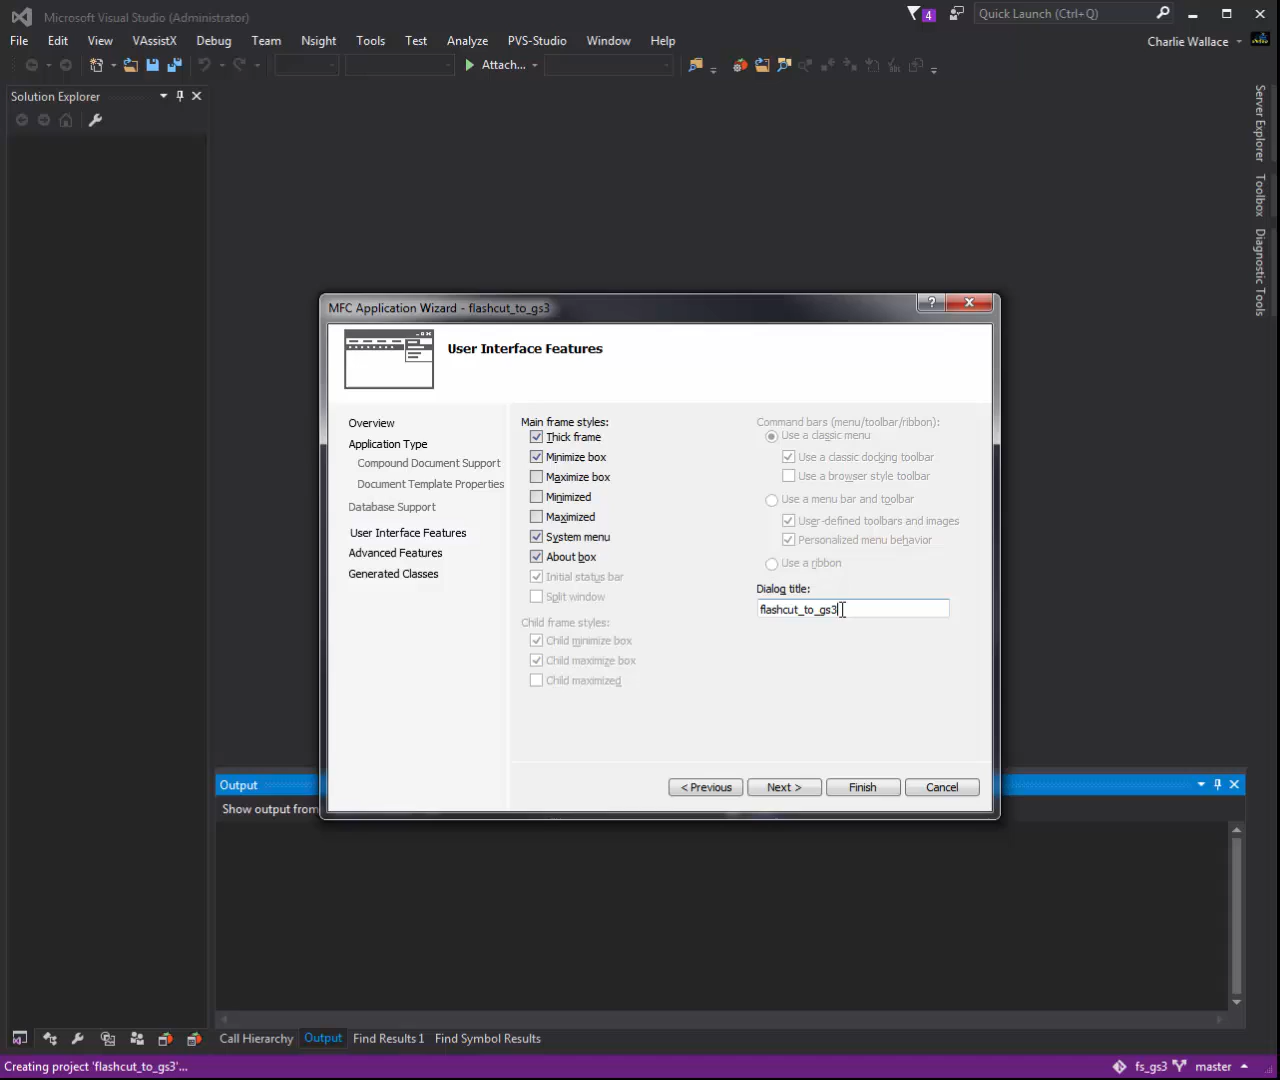 Microsoft Visual Studio (Administrator)
4
Quick Launch (Ctrl+Q)
File Edit View VAssistX Debug Team Nsight Tools Test Analyze PVS-Studio Window Help
Charlie Wallace
Attach...
Solution Explorer
Server Explorer
Toolbox
Diagnostic Tools
MFC Application Wizard - flashcut_to_gs3
?
User Interface Features
Overview
Application Type
Compound Document Support
Document Template Properties
Database Support
User Interface Features
Advanced Features
Generated Classes
Main frame styles:
Thick frame
Minimize box
Maximize box
Minimized
Maximized
System menu
About box
Initial status bar
Split window
Child frame styles:
Child minimize box
Child maximize box
Child maximized
Command bars (menu/toolbar/ribbon):
Use a classic menu
Use a classic docking toolbar
Use a browser style toolbar
Use a menu bar and toolbar
User-defined toolbars and images
Personalized menu behavior
Use a ribbon
Dialog title:
flashcut_to_gs3
< Previous Next > Finish Cancel
Output
Show output from
Call Hierarchy Output Find Results 1 Find Symbol Results
Creating project 'flashcut_to_gs3'...
fs_gs3 master